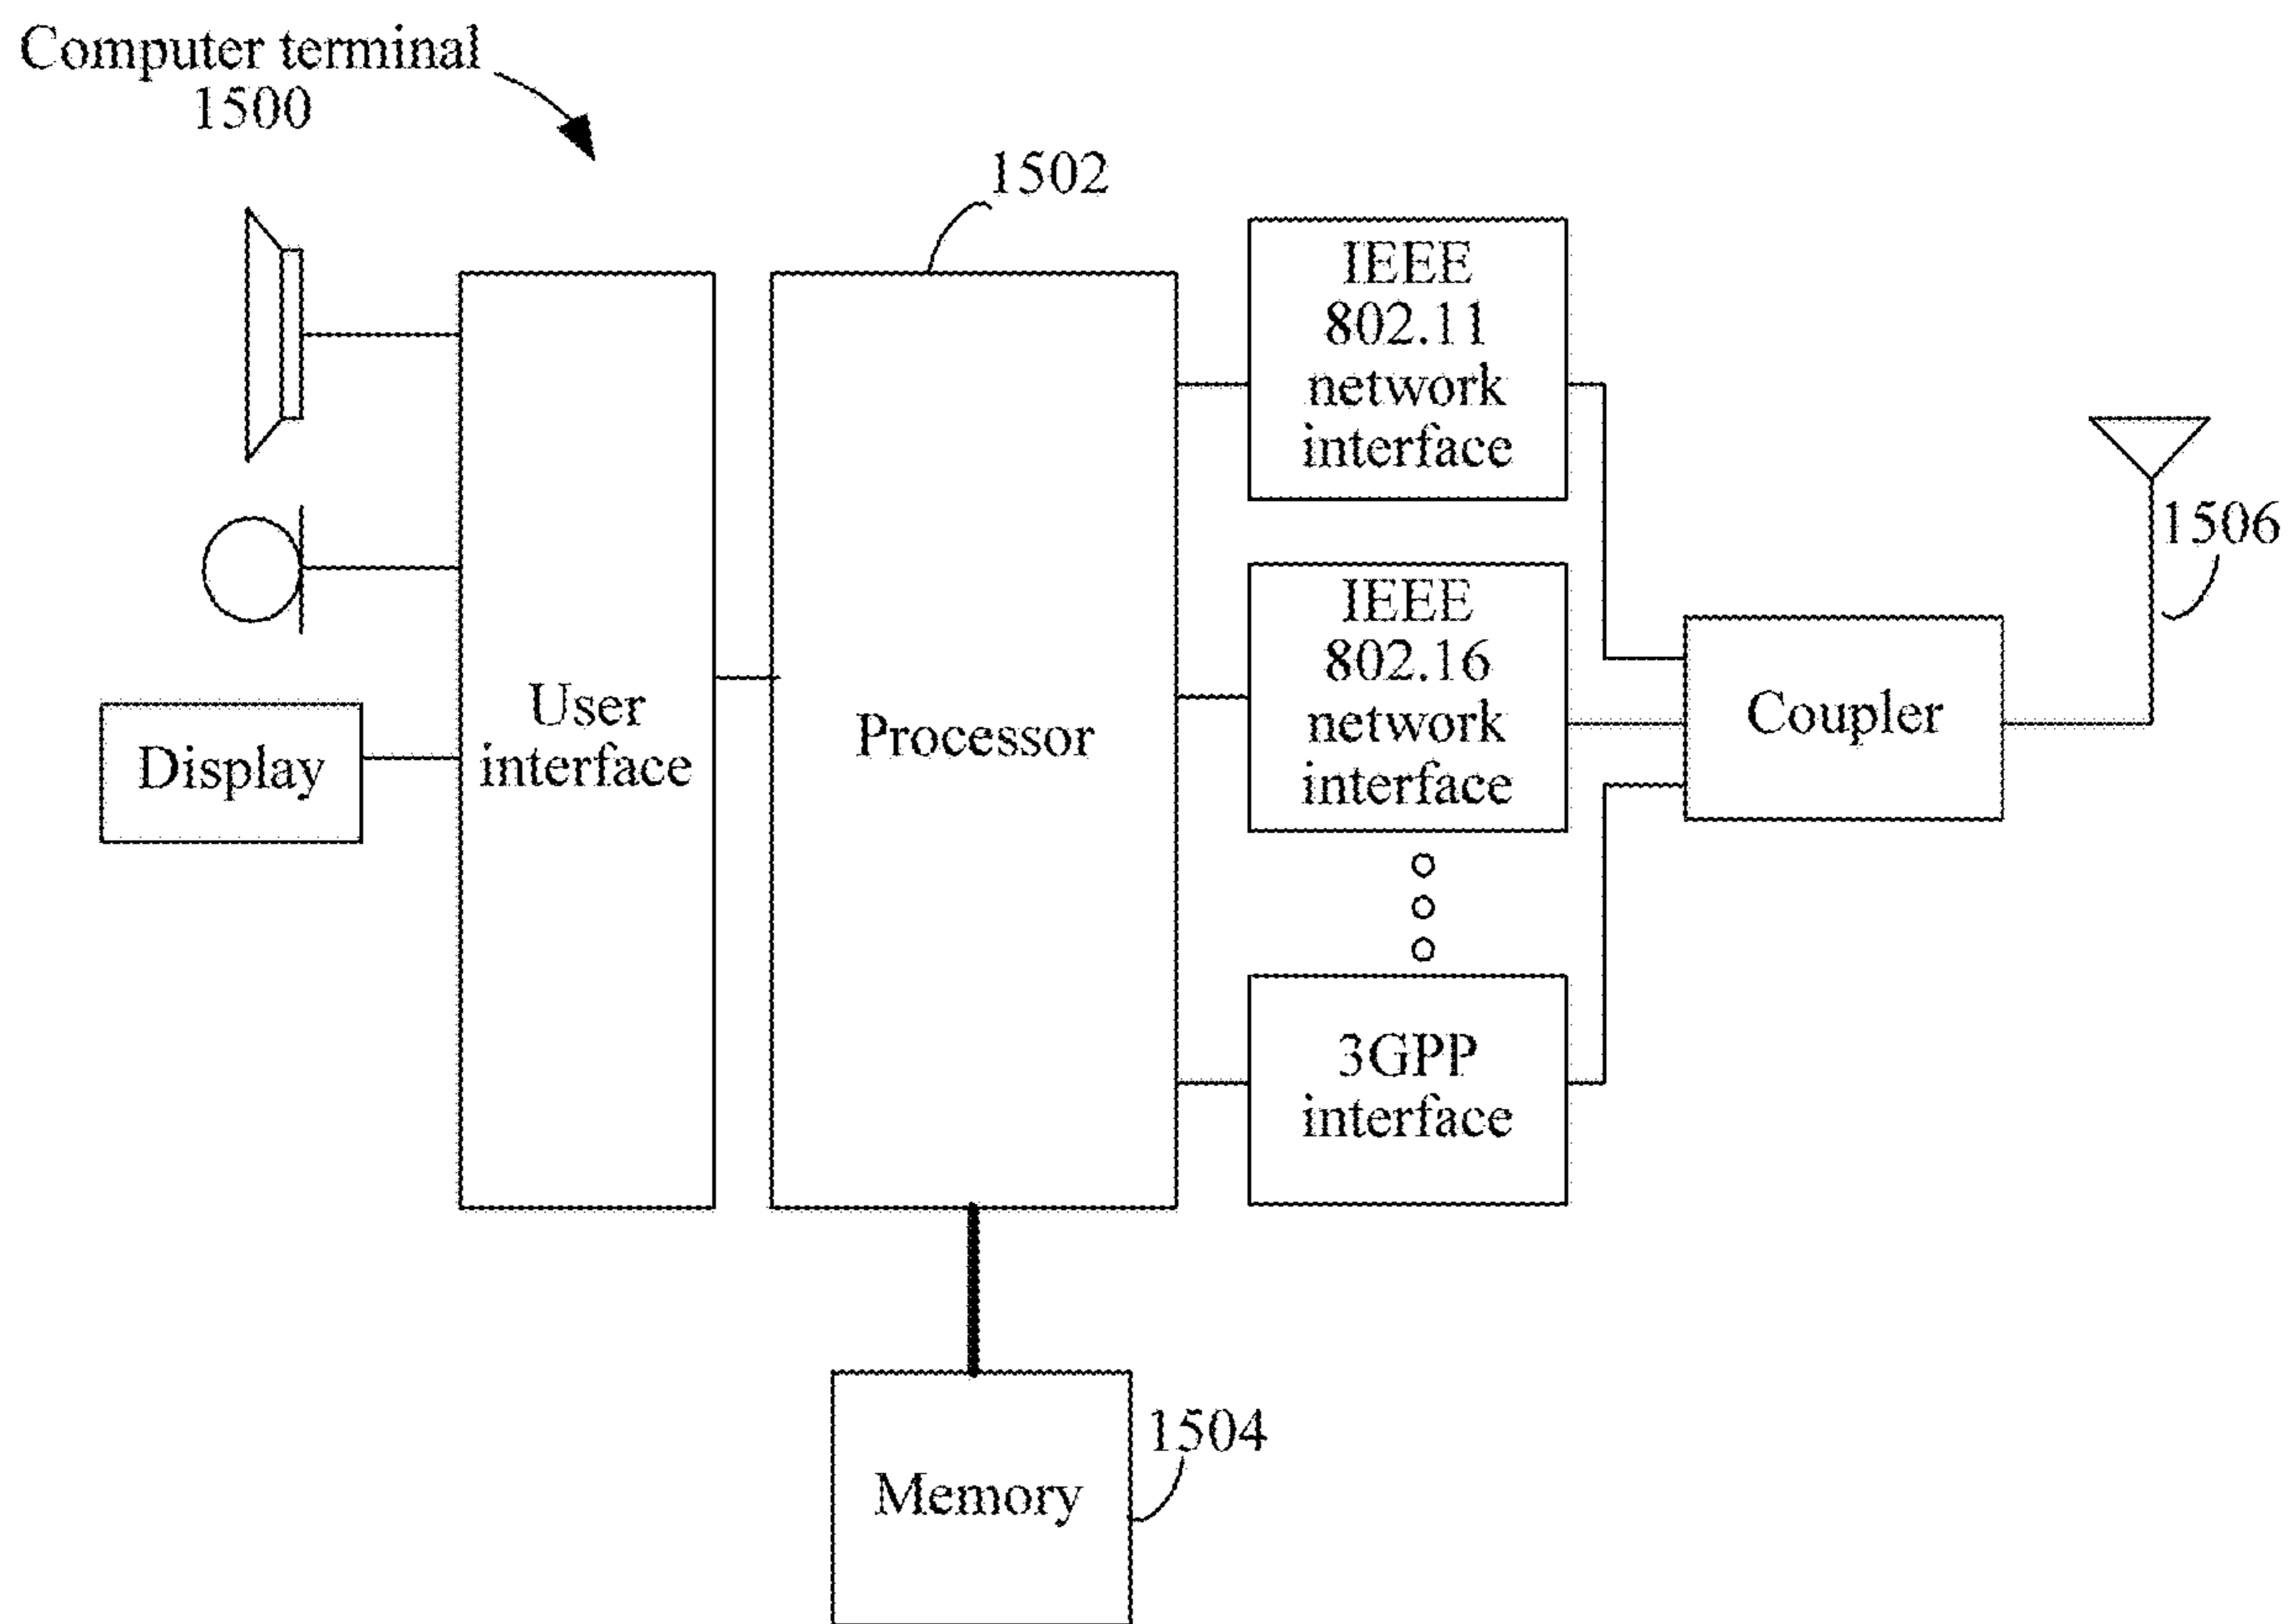 Computer terminal
1500
1502
IEEE
802.11
network
interface
1506
IEEE
802.16
network
interface
User
interface
Processor
Coupler
Display
3GPP
interface
1504
Memory